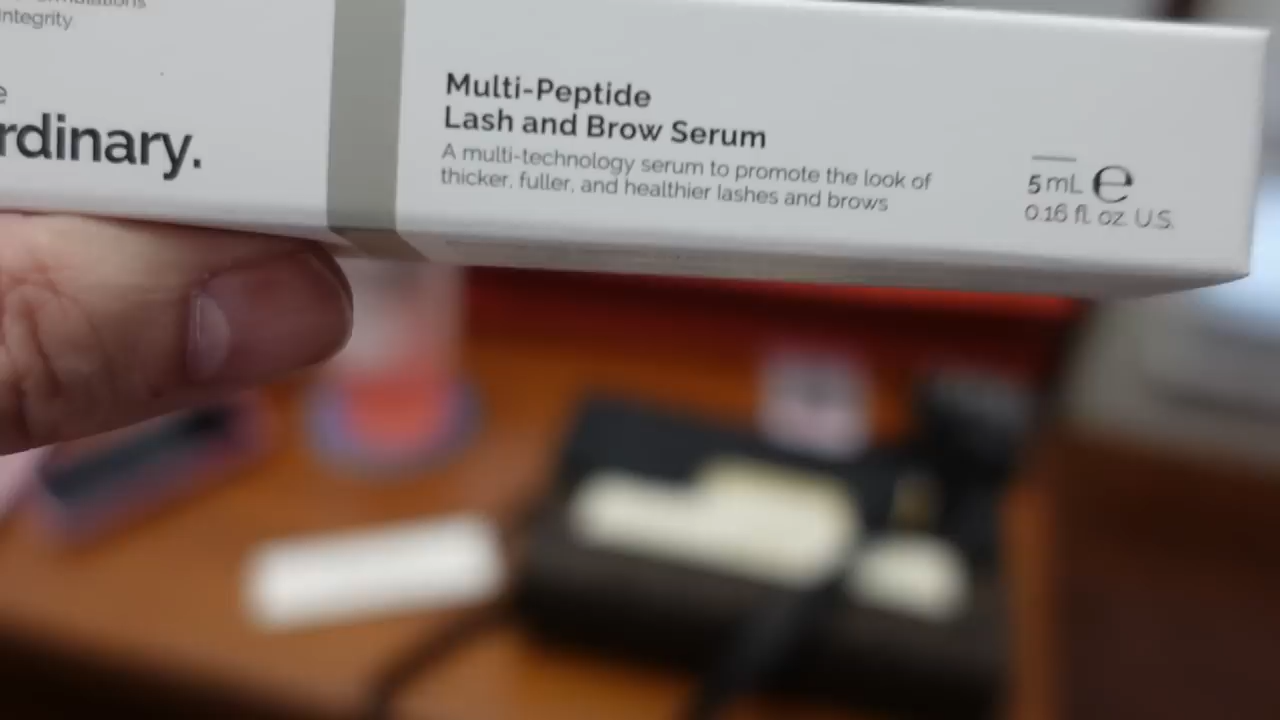 integrity
rdinary.
Multi-Peptide
Lash and Brow Serum
A multi-technology serum to promote the look of
thicker, fuller, and healthier lashes and brows
5 mL ℮
0.16 fl. oz. U.S.